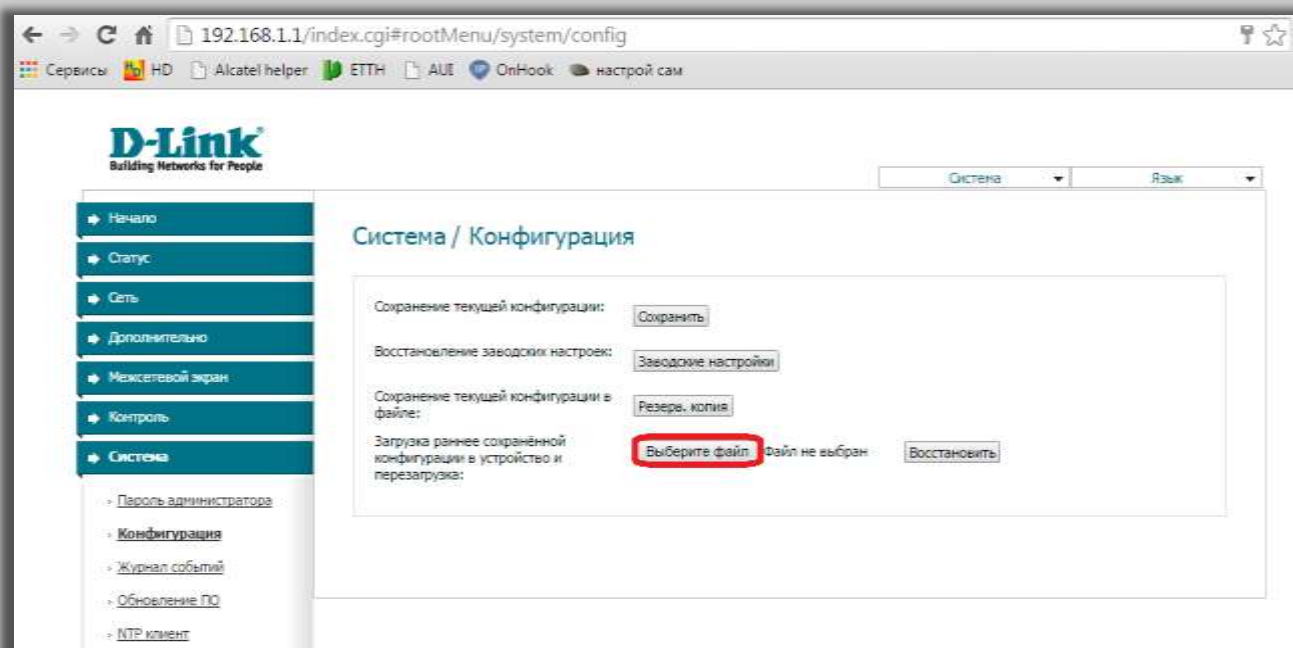 192.168.1.1/index.cgi#rootMenu/system/config
Сервисы HD Alcatel helper ETTH AUI OnHook настрой сам
D-Link
Building Networks for People
Система Язык
Начало
Статус
Сеть
Дополнительно
Межсетевой экран
Контроль
Система
Пароль администратора
Конфигурация
Журнал событий
Обновление ПО
NTP клиент
Система / Конфигурация
Сохранение текущей конфигурации:
Сохранить
Восстановление заводских настроек:
Заводские настройки
Сохранение текущей конфигурации в
файле:
Резерв. копия
Загрузка раннее сохранённой
конфигурации в устройство и
перезагрузка:
Выберите файл Файл не выбран Восстановить